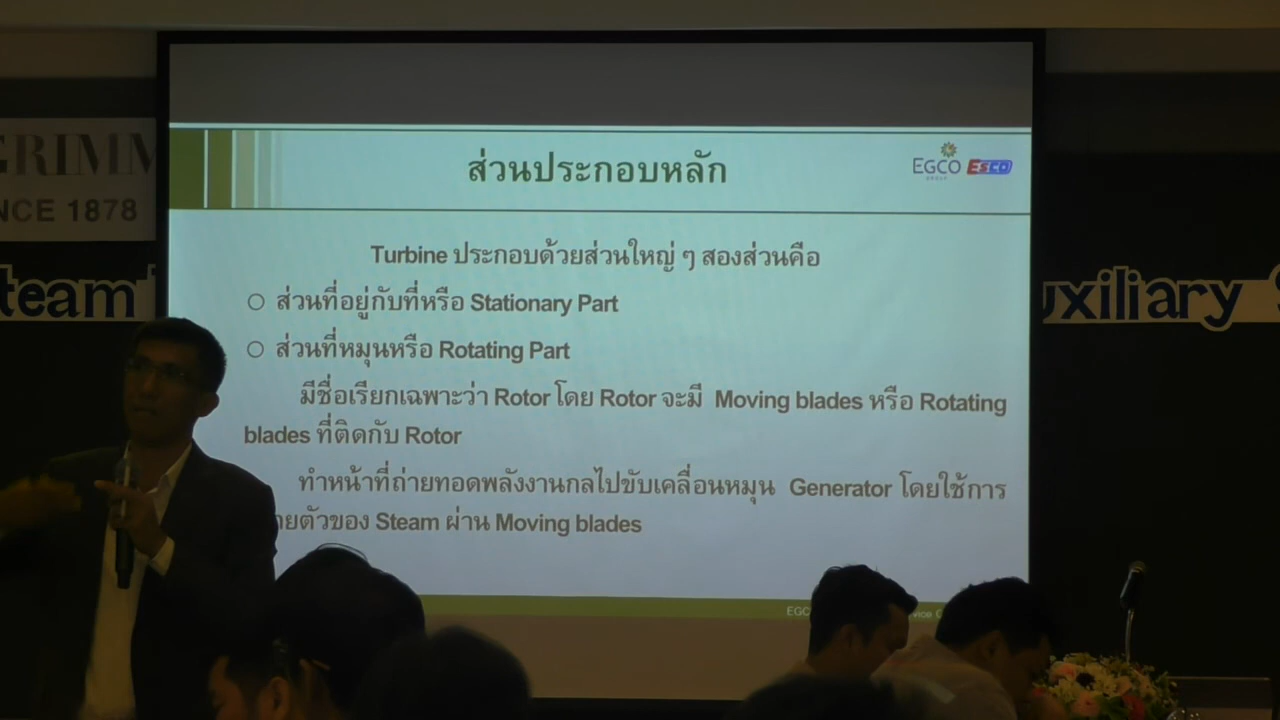 ส่วนประกอบหลัก
EGCO
GROUP
ESCO
GRIMM
NCE 1878
team
uxiliary
Turbine ประกอบด้วยส่วนใหญ่ ๆ สองส่วนคือ
ส่วนที่อยู่กับที่หรือ Stationary Part
ส่วนที่หมุนหรือ Rotating Part
มีชื่อเรียกเฉพาะว่า Rotor โดย Rotor จะมี Moving blades หรือ Rotating
blades ที่ติดกับ Rotor
ทำหน้าที่ถ่ายทอดพลังงานกลไปขับเคลื่อนหมุน Generator โดยใช้การ
ายตัวของ Steam ผ่าน Moving blades
EGC